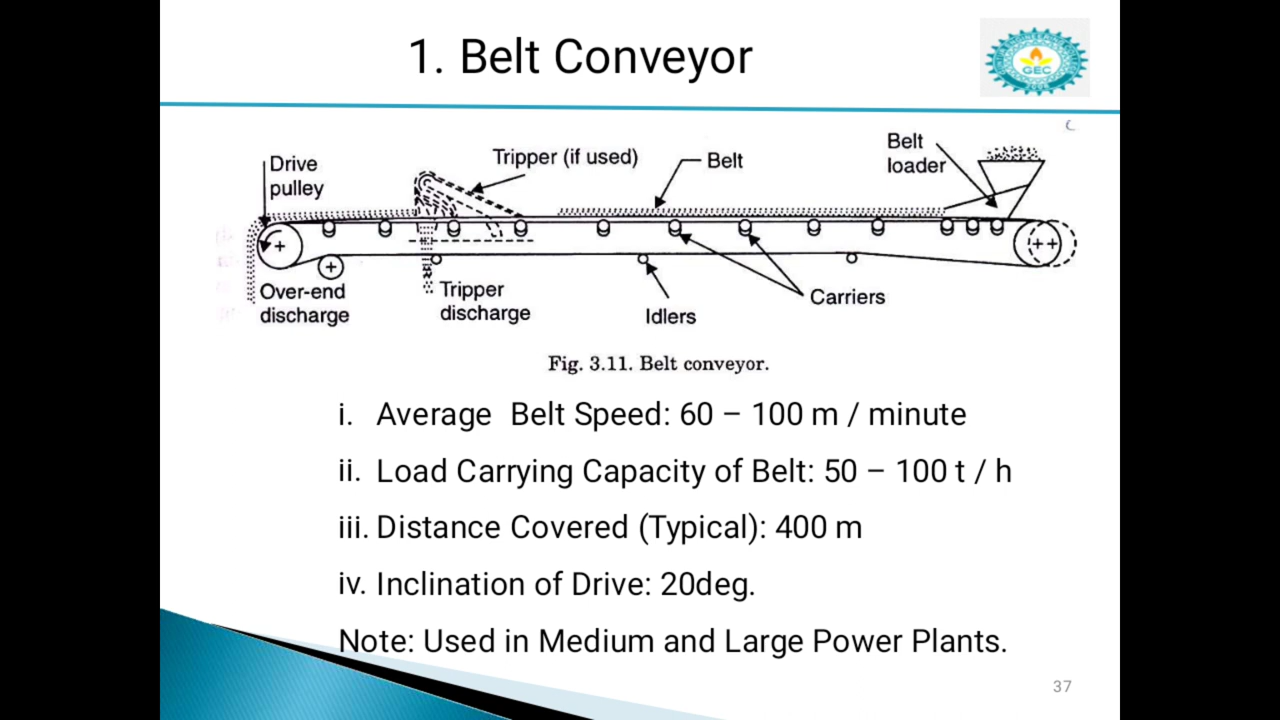 1. Belt Conveyor
GEC
Drive
pulley
Tripper (if used)
Belt
Belt
loader
Over-end
discharge
Tripper
discharge
Idlers
Carriers
Fig. 3.11. Belt conveyor.
i. Average Belt Speed: 60 – 100 m / minute
ii. Load Carrying Capacity of Belt: 50 – 100 t / h
iii. Distance Covered (Typical): 400 m
iv. Inclination of Drive: 20deg.
Note: Used in Medium and Large Power Plants.
37